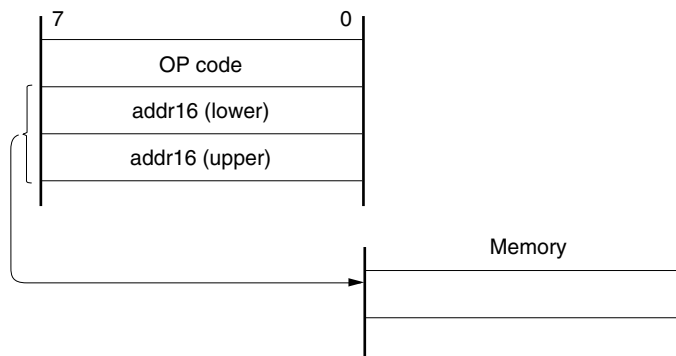 7 0
OP code
addr16 (lower)
addr16 (upper)
Memory